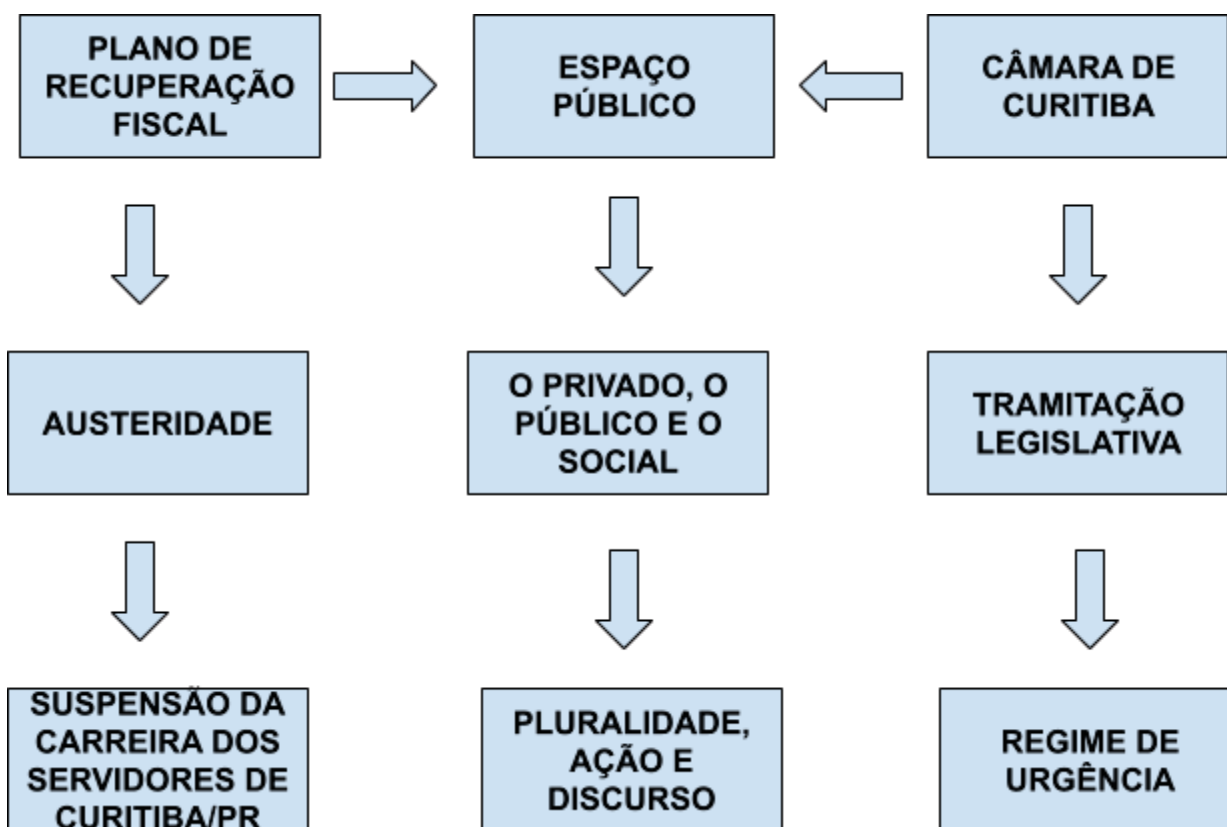 PLANO DE
RECUPERAÇÃO
FISCAL
ESPAÇO
PÚBLICO
CÂMARA DE
CURITIBA
AUSTERIDADE
O PRIVADO, O
PÚBLICO E O
SOCIAL
TRAMITAÇÃO
LEGISLATIVA
SUSPENSÃO DA
CARREIRA DOS
SERVIDORES DE
CURITIBA/PR
PLURALIDADE,
AÇÃO E
DISCURSO
REGIME DE
URGÊNCIA